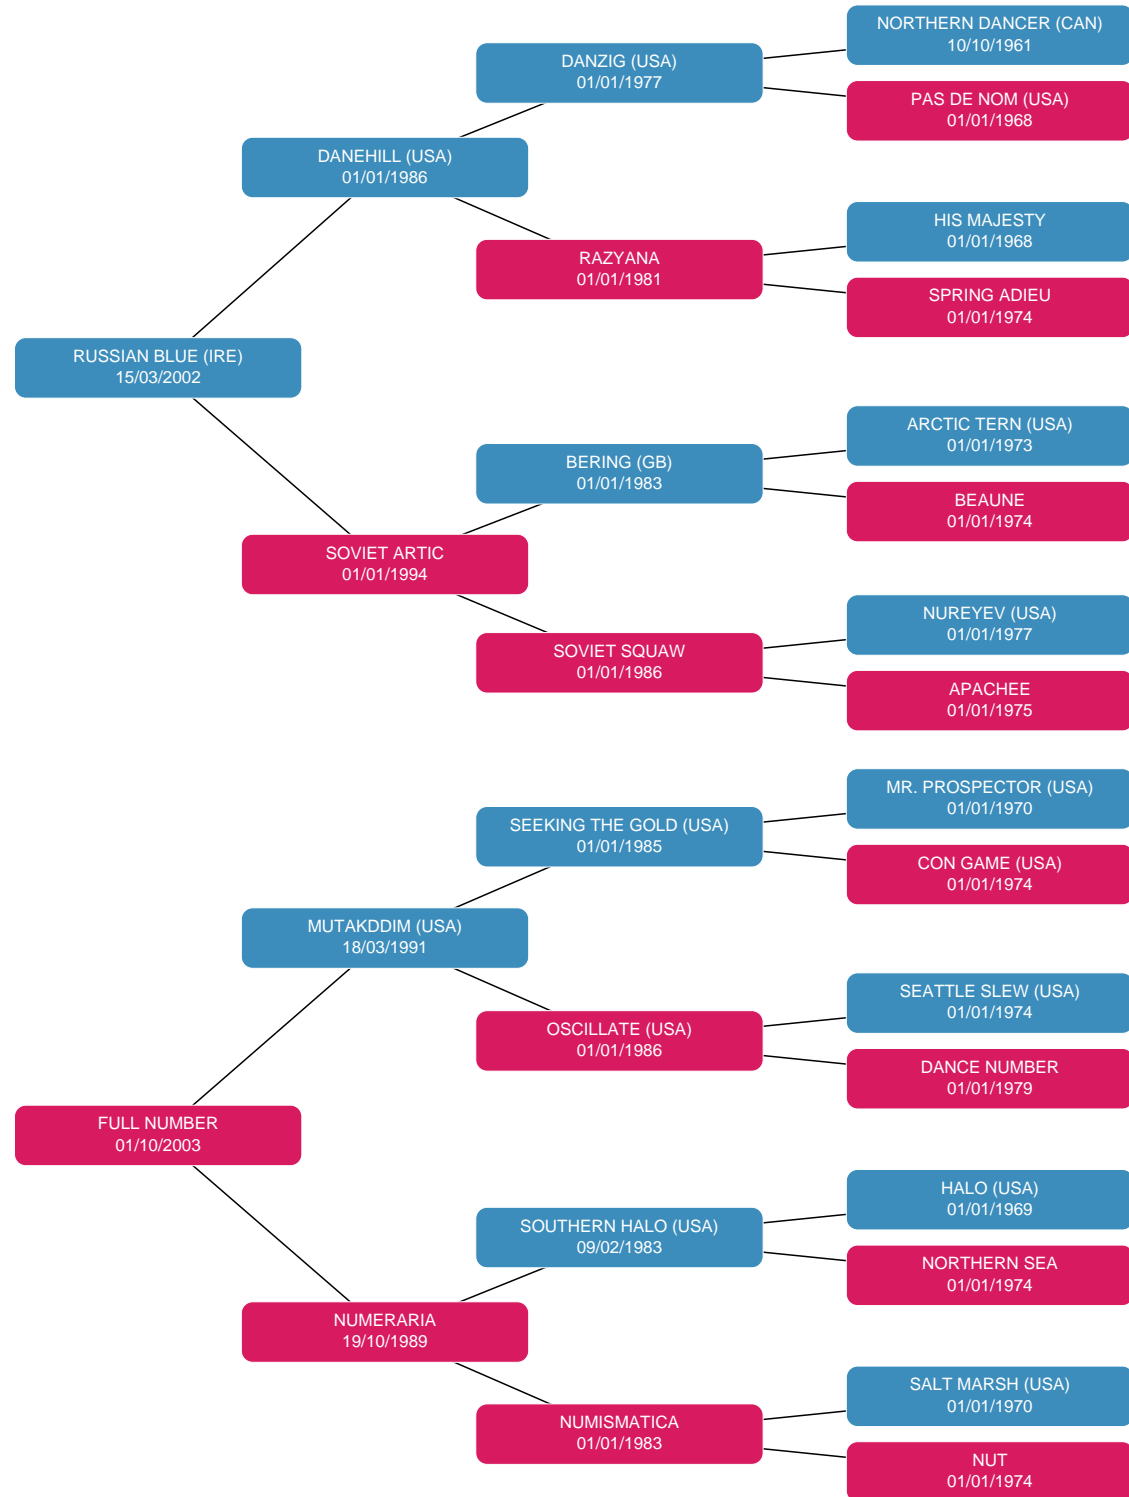 NORTHERN DANCER (CAN)
10/10/1961
DANZIG (USA)
01/01/1977
PAS DE NOM (USA)
01/01/1968
DANEHILL (USA)
01/01/1986
HIS MAJESTY
01/01/1968
RAZYANA
01/01/1981
SPRING ADIEU
01/01/1974
RUSSIAN BLUE (IRE)
15/03/2002
ARCTIC TERN (USA)
01/01/1973
BERING (GB)
01/01/1983
BEAUNE
01/01/1974
SOVIET ARTIC
01/01/1994
NUREYEV (USA)
01/01/1977
SOVIET SQUAW
01/01/1986
APACHEE
01/01/1975
MR. PROSPECTOR (USA)
01/01/1970
SEEKING THE GOLD (USA)
01/01/1985
CON GAME (USA)
01/01/1974
MUTAKDDIM (USA)
18/03/1991
SEATTLE SLEW (USA)
01/01/1974
OSCILLATE (USA)
01/01/1986
DANCE NUMBER
01/01/1979
FULL NUMBER
01/10/2003
HALO (USA)
01/01/1969
SOUTHERN HALO (USA)
09/02/1983
NORTHERN SEA
01/01/1974
NUMERARIA
19/10/1989
SALT MARSH (USA)
01/01/1970
NUMISMATICA
01/01/1983
NUT
01/01/1974